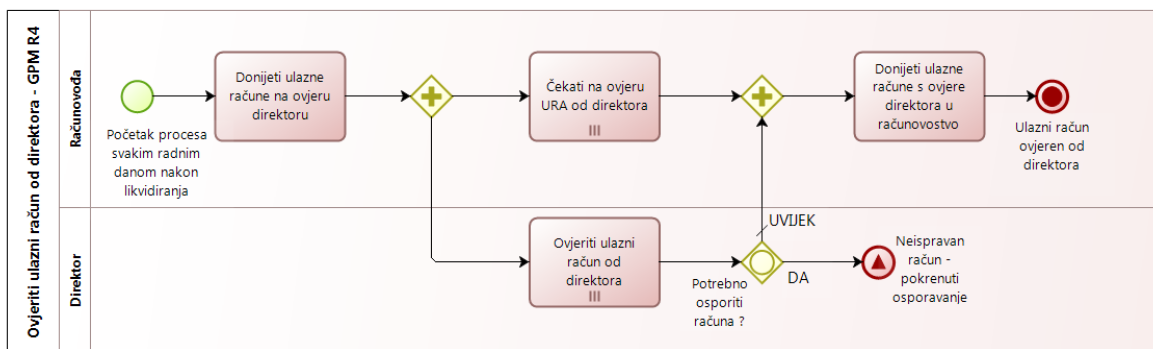 Ovjeriti ulazni račun od direktora - GPM R4
Računovođa
Početak procesa
svakim radnim
danom nakon
likvidiranja
Donijeti ulazne
račune na ovjeru
direktoru
Čekati na ovjeru
URA od direktora
Donijeti ulazne
račune s ovjere
direktora u
računovostvo
Ulazni račun
ovjeren od
direktora
Direktor
Ovjeriti ulazni
račun od
direktora
Potrebno
osporiti
računa ?
UVIJEK
DA
Neispravan
račun -
pokrenuti
osporavanje